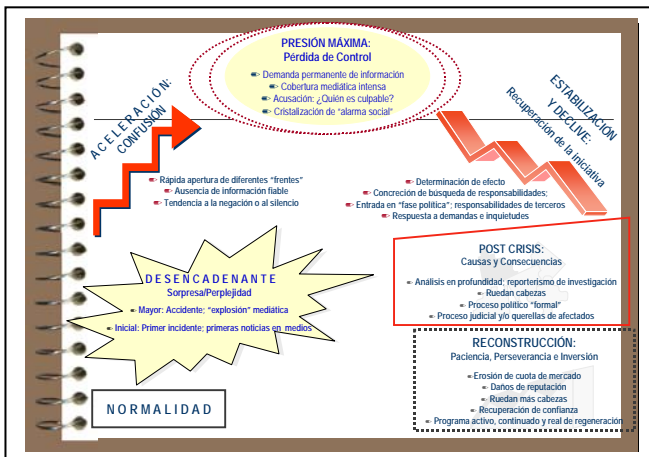 PRESIÓN MÁXIMA:
Pérdida de Control
Demanda permanente de información
Cobertura mediática intensa
Acusación: ¿Quién es culpable?
Cristalización de "alarma social"
ACELERACIÓN:
CONFUSIÓN
Rápida apertura de diferentes "frentes"
Ausencia de información fiable
Tendencia a la negación o al silencio
ESTABILIZACIÓN
Y DECLIVE:
Recuperación de la iniciativa
Determinación de efecto
Concreción de búsqueda de responsabilidades;
Entrada en "fase política"; responsabilidades de terceros
Respuesta a demandas e inquietudes
DESENCADENANTE
Sorpresa/Perplejidad
Mayor: Accidente; "explosión" mediática
Inicial: Primer incidente; primeras noticias en medios
POST CRISIS:
Causas y Consecuencias
Análisis en profundidad; reporterismo de investigación
Ruedan cabezas
Proceso político "formal"
Proceso judicial y/o querellas de afectados
RECONSTRUCCIÓN:
Paciencia, Perseverancia e Inversión
Erosión de cuota de mercado
Daños de reputación
Ruedan más cabezas
Recuperación de confianza
Programa activo, continuado y real de regeneración
NORMALIDAD